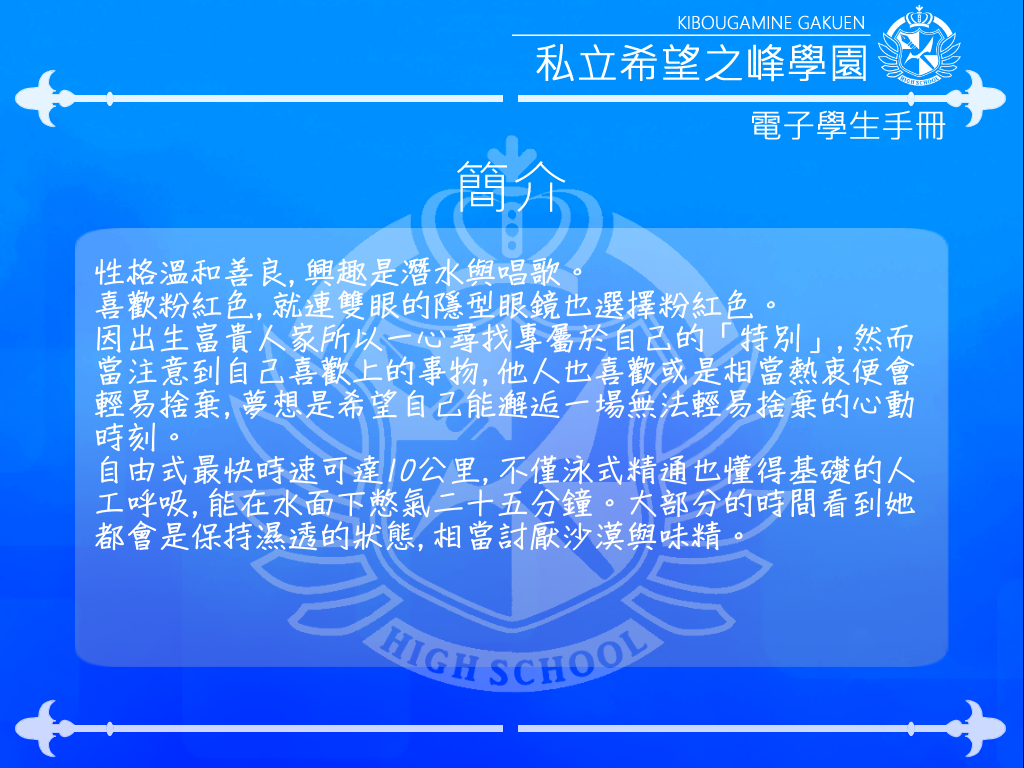 KIBOUGAMINE GAKUEN
私立希望之峰學園
HIGH SCHOOL
電子學生手冊
簡介
性格溫和善良,興趣是潛水與唱歌。
喜歡粉紅色,就連雙眼的隱型眼鏡也選擇粉紅色。
因出生富貴人家所以一心尋找專屬於自己的「特別」,然而
當注意到自己喜歡上的事物,他人也喜歡或是相當熱衷便會
輕易捨棄,夢想是希望自己能邂逅一場無法輕易捨棄的心動
時刻。
自由式最快時速可達10公里,不僅泳式精通也懂得基礎的人
工呼吸,能在水面下憋氣二十五分鐘。大部分的時間看到她
都會是保持濕透的狀態,相當討厭沙漠與味精。
HIGH SCHOOL